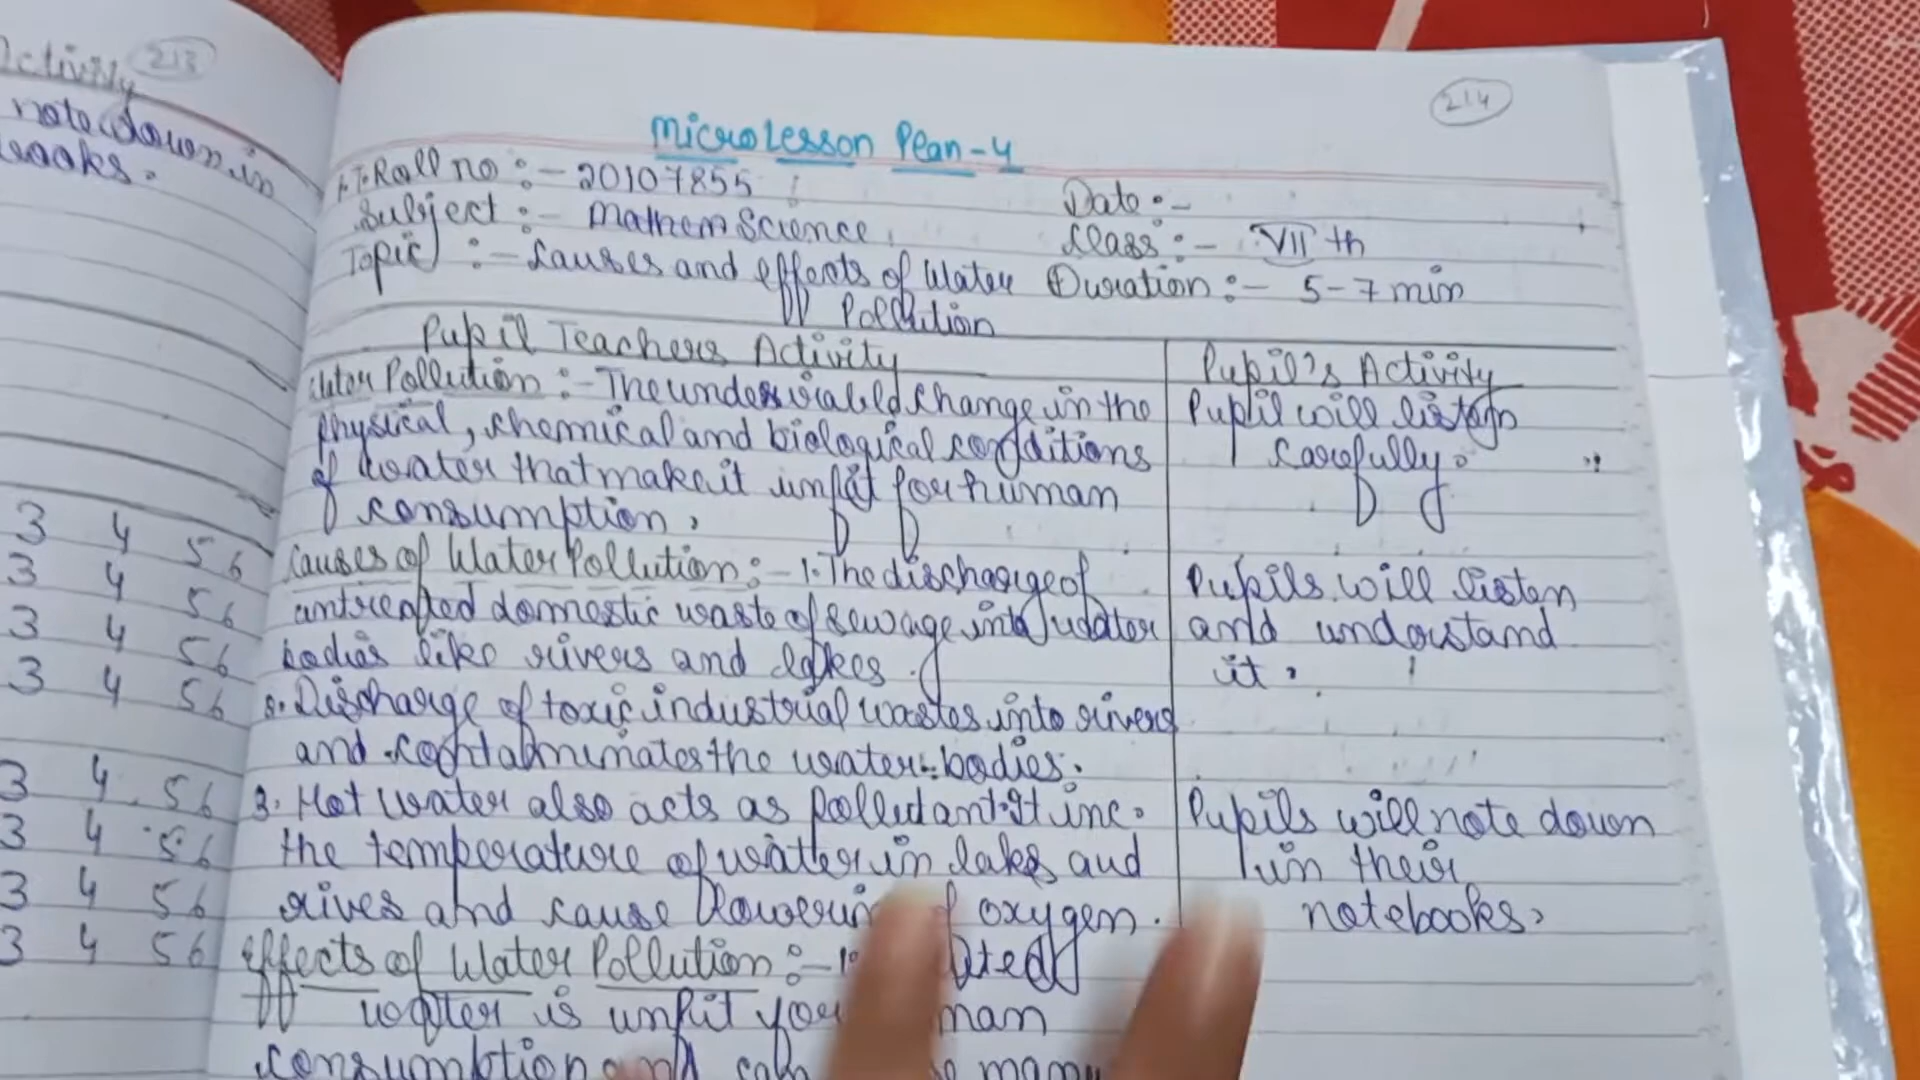 Activity 213
note down in
books.
3 4 5 6
3 4 5 6
3 4 5 6
3 4 5 6
3 4 5 6
3 4 5 6
3 4 5 6
3 4 5 6
214
Micro Lesson Plan-4
P.T. Roll no :- 20107855
Date :-
Subject :- Mathem Science
Class :- VII th
Topic :- Causes and effects of Water Pollution
Duration :- 5-7 min
Pupil Teachers Activity
Water Pollution :- The undesirabled change in the
physical, chemical and biological conditions
of water that make it unfit for human
consumption.
Causes of Water Pollution :- 1. The discharge of
untreated domestic waste of sewage into water
bodies like rivers and lakes.
2. Discharge of toxic industrial wastes into rivers
and contaminates the water-bodies.
3. Hot water also acts as pollutant. It inc.
the temperature of water in laks and
rives and cause lowerin oxygen.
Effects of Water Pollution :- 1.
water is unfit for man
consumption and many
Pupil's Activity
Pupil will listen
carefully.
Pupils will listen
and understand
it.
Pupils will note down
in their
notebooks.